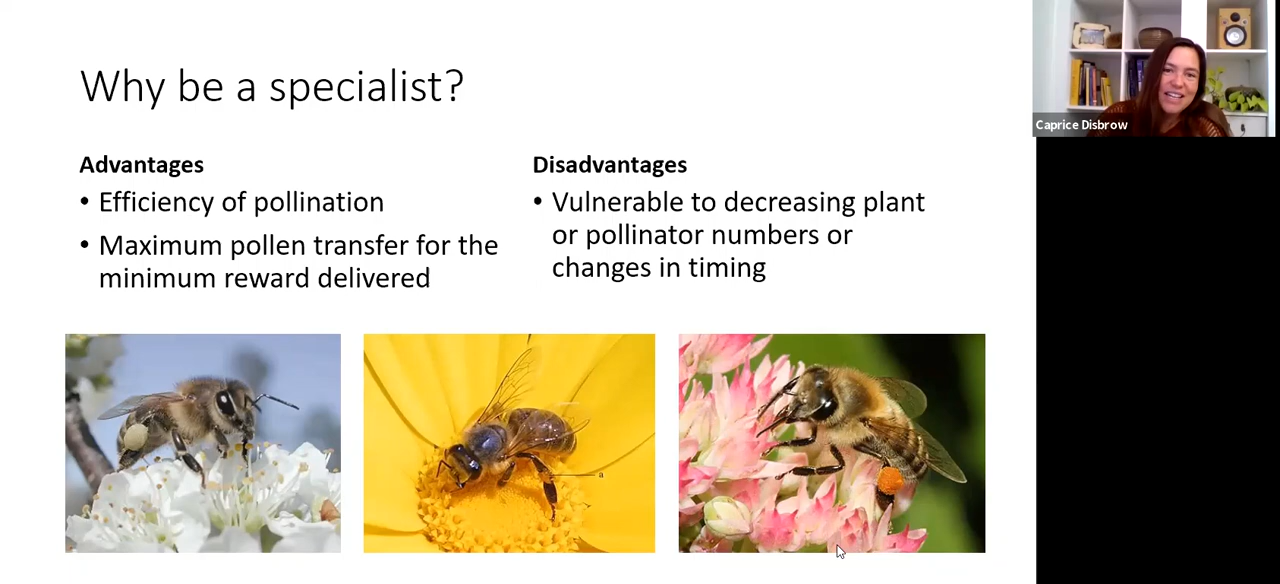 Why be a specialist?
Advantages
• Efficiency of pollination
• Maximum pollen transfer for the
minimum reward delivered
Disadvantages
• Vulnerable to decreasing plant
or pollinator numbers or
changes in timing
Caprice Disbrow